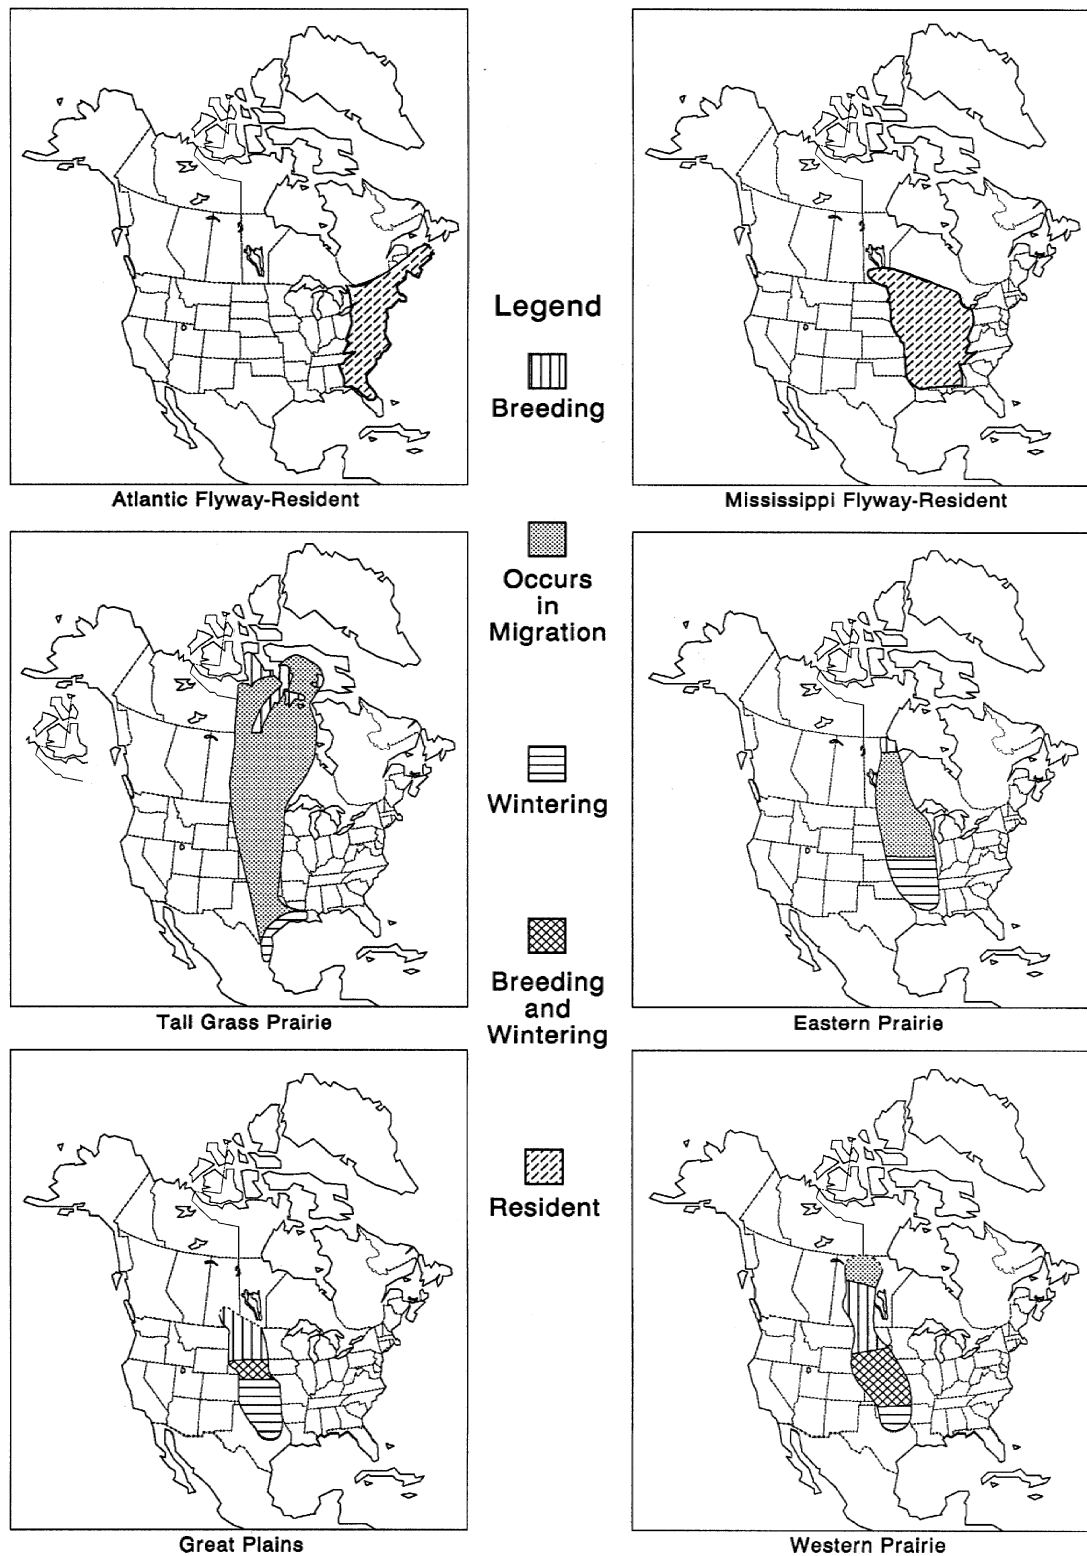 Atlantic Flyway-Resident
Mississippi Flyway-Resident
Legend
Breeding
Occurs
in
Migration
Wintering
Breeding
and
Wintering
Resident
Tall Grass Prairie
Eastern Prairie
Great Plains
Western Prairie